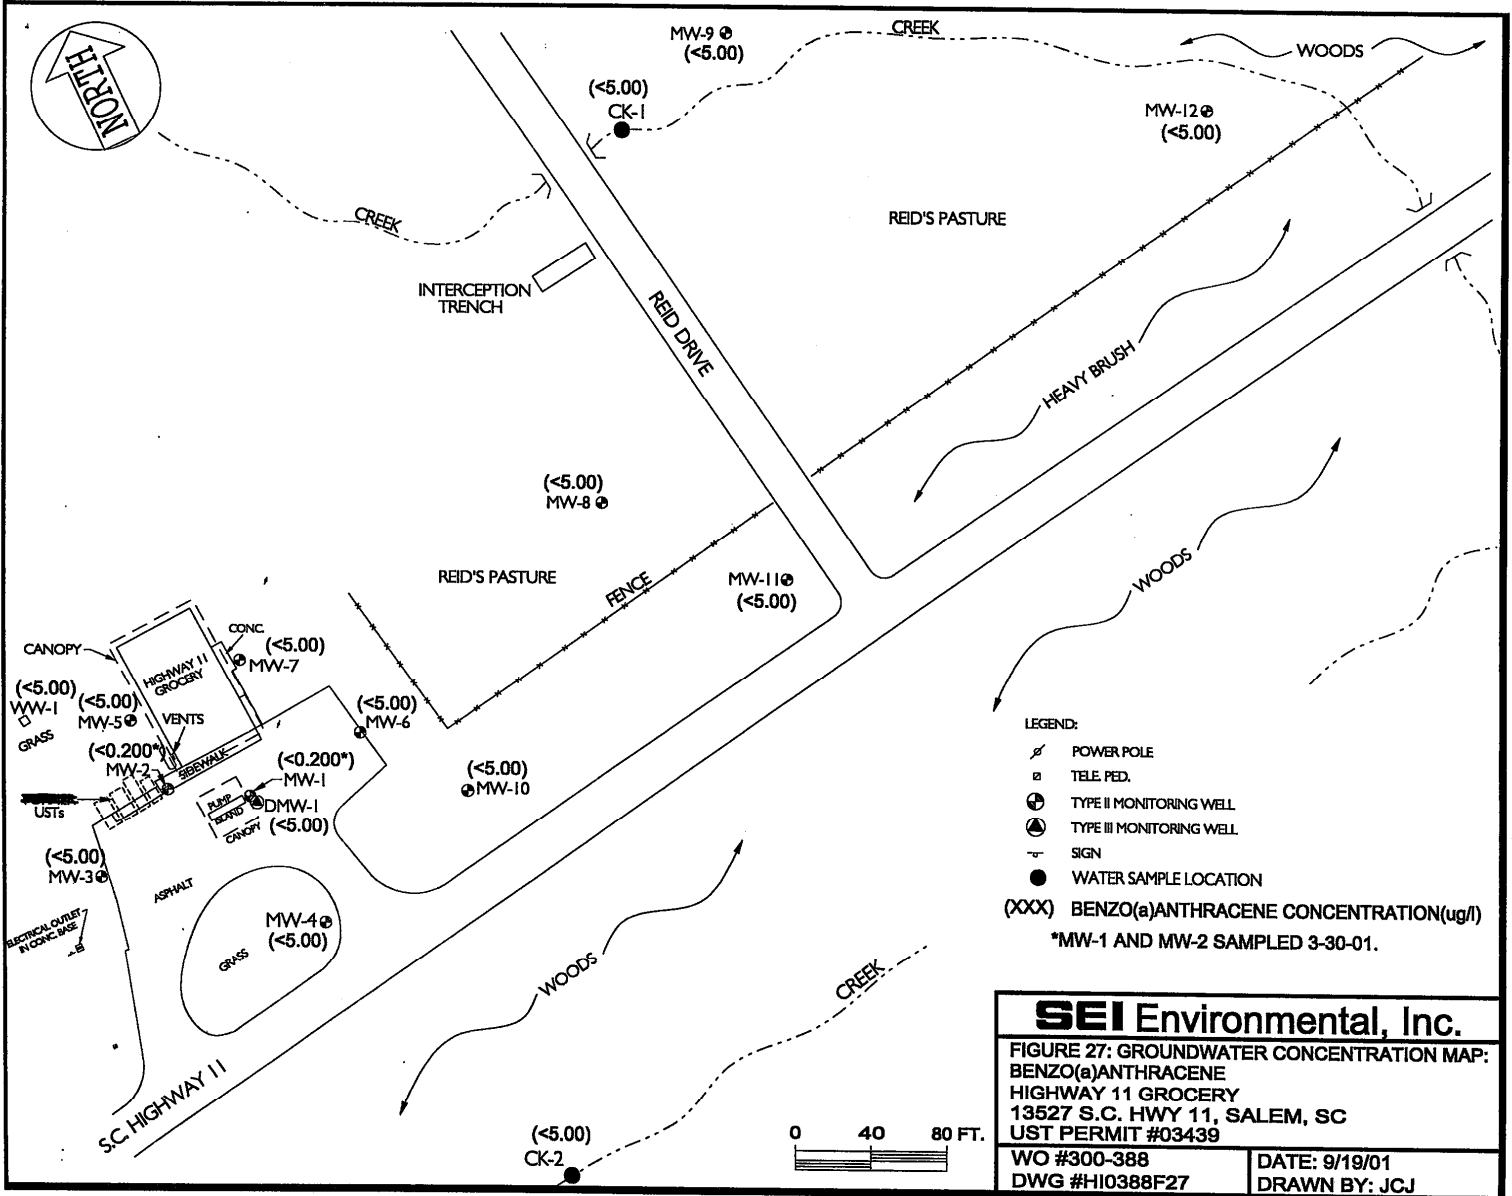 NORTH
MW-9
(<5.00)
CREEK
WOODS
(<5.00)
CK-1
MW-12
(<5.00)
CREEK
REID'S PASTURE
INTERCEPTION
TRENCH
REID DRIVE
HEAVY BRUSH
(<5.00)
MW-8
REID'S PASTURE
FENCE
MW-11
(<5.00)
WOODS
CANOPY
CONC.
(<5.00)
MW-7
HIGHWAY 11
GROCERY
(<5.00)
WW-1
(<5.00)
MW-5
VENTS
GRASS
(<5.00)
MW-6
(<0.200*)
MW-2
SIDEWALK
(<0.200*)
MW-1
(<5.00)
MW-10
USTs
PUMP
ISLAND
DMW-1
(<5.00)
CANOPY
(<5.00)
MW-3
ASPHALT
ELECTRICAL OUTLET
IN CONC. BASE
MW-4
(<5.00)
GRASS
WOODS
CREEK
S.C. HIGHWAY 11
(<5.00)
CK-2
0 40 80 FT.
LEGEND:
POWER POLE
TELE. PED.
TYPE II MONITORING WELL
TYPE III MONITORING WELL
SIGN
WATER SAMPLE LOCATION
(XXX) BENZO(a)ANTHRACENE CONCENTRATION(ug/l)
*MW-1 AND MW-2 SAMPLED 3-30-01.
SEI Environmental, Inc.
FIGURE 27: GROUNDWATER CONCENTRATION MAP:
BENZO(a)ANTHRACENE
HIGHWAY 11 GROCERY
13527 S.C. HWY 11, SALEM, SC
UST PERMIT #03439
WO #300-388
DWG #HI0388F27
DATE: 9/19/01
DRAWN BY: JCJ